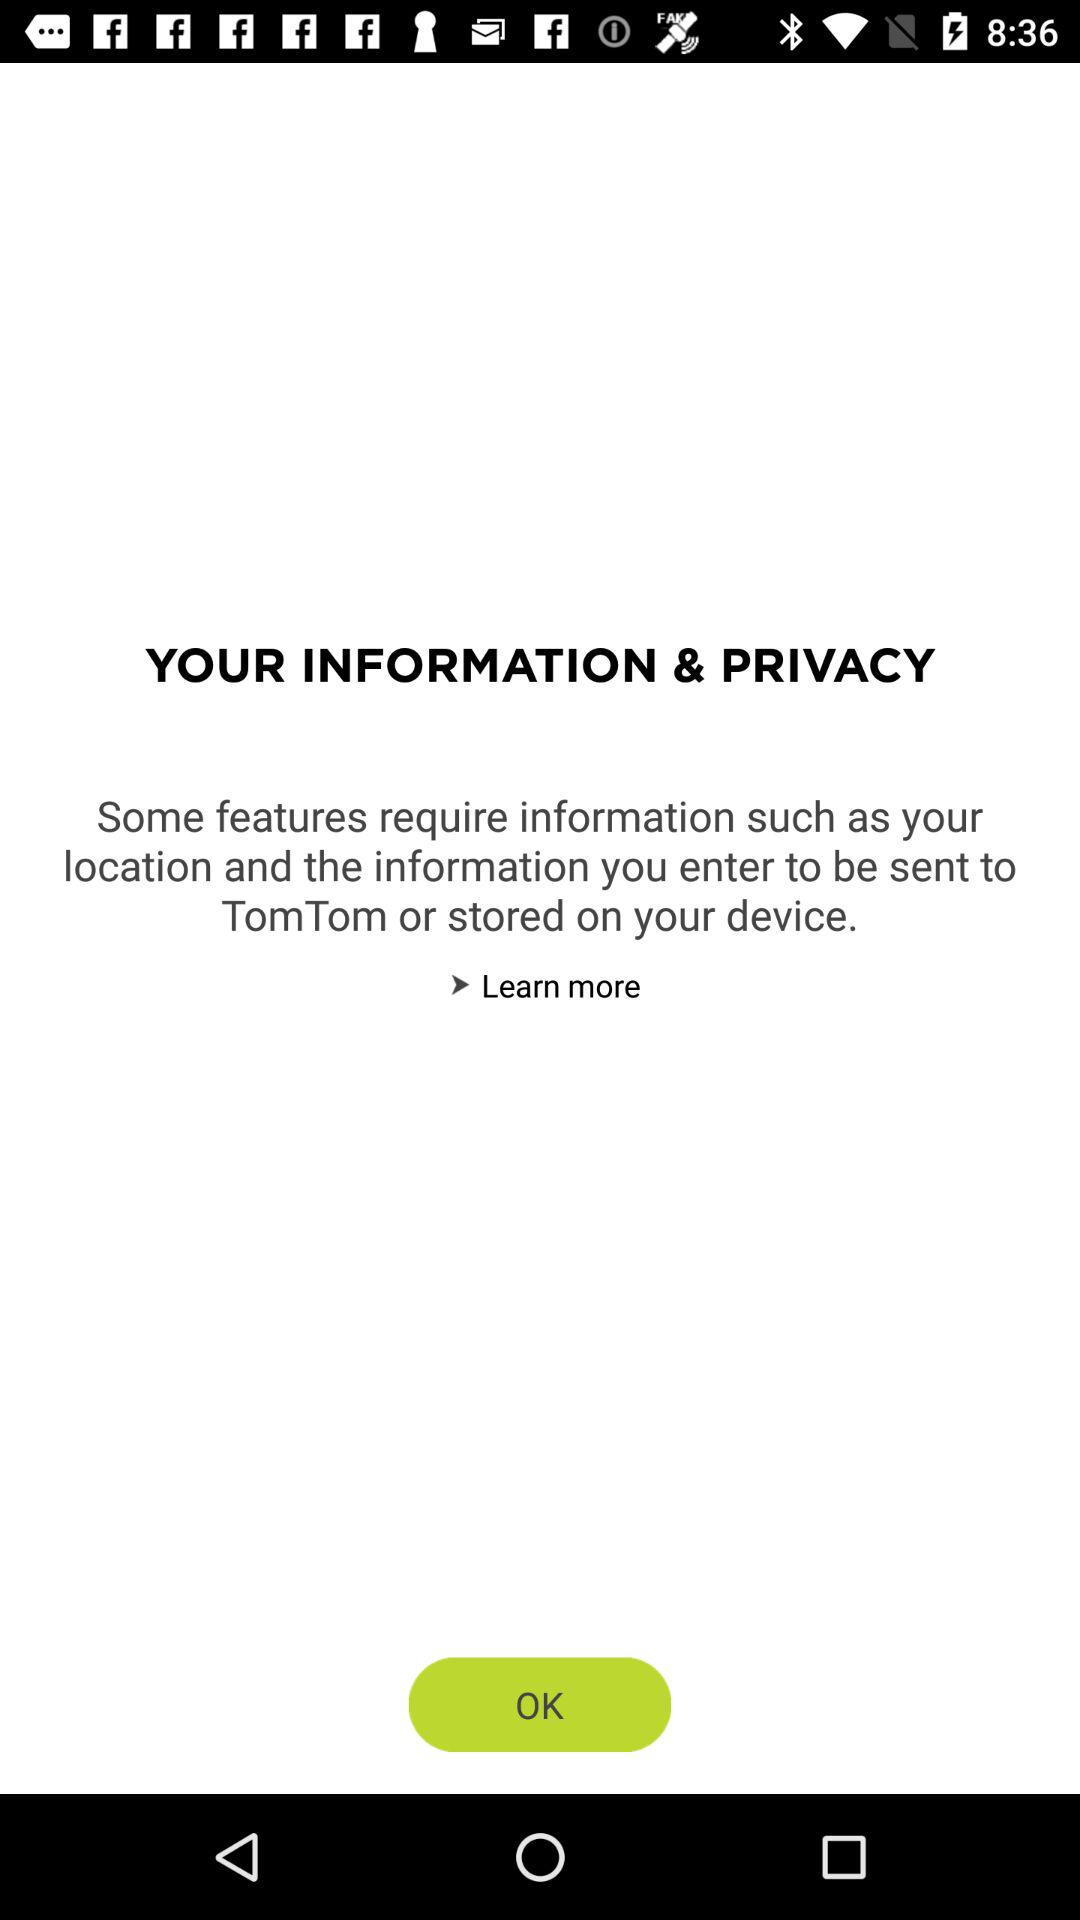 FAKE
8:36
YOUR INFORMATION & PRIVACY
Some features require information such as your
location and the information you enter to be sent to
TomTom or stored on your device.
Learn more
OK